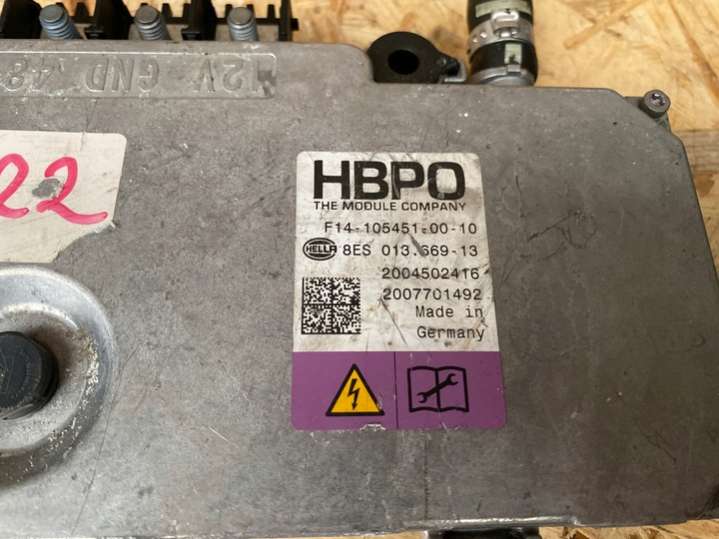 12V GND 48
22
HBPO
THE MODULE COMPANY
F14-105451-00-10
HELLA 8ES 013.669-13
2004502416
2007701492
Made in
Germany